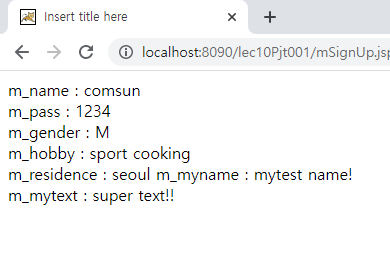 Insert title here
localhost:8090/lec10Pjt001/mSignUp.jsp
m_name : comsun
m_pass : 1234
m_gender : M
m_hobby : sport cooking
m_residence : seoul m_myname : mytest name!
m_mytext : super text!!